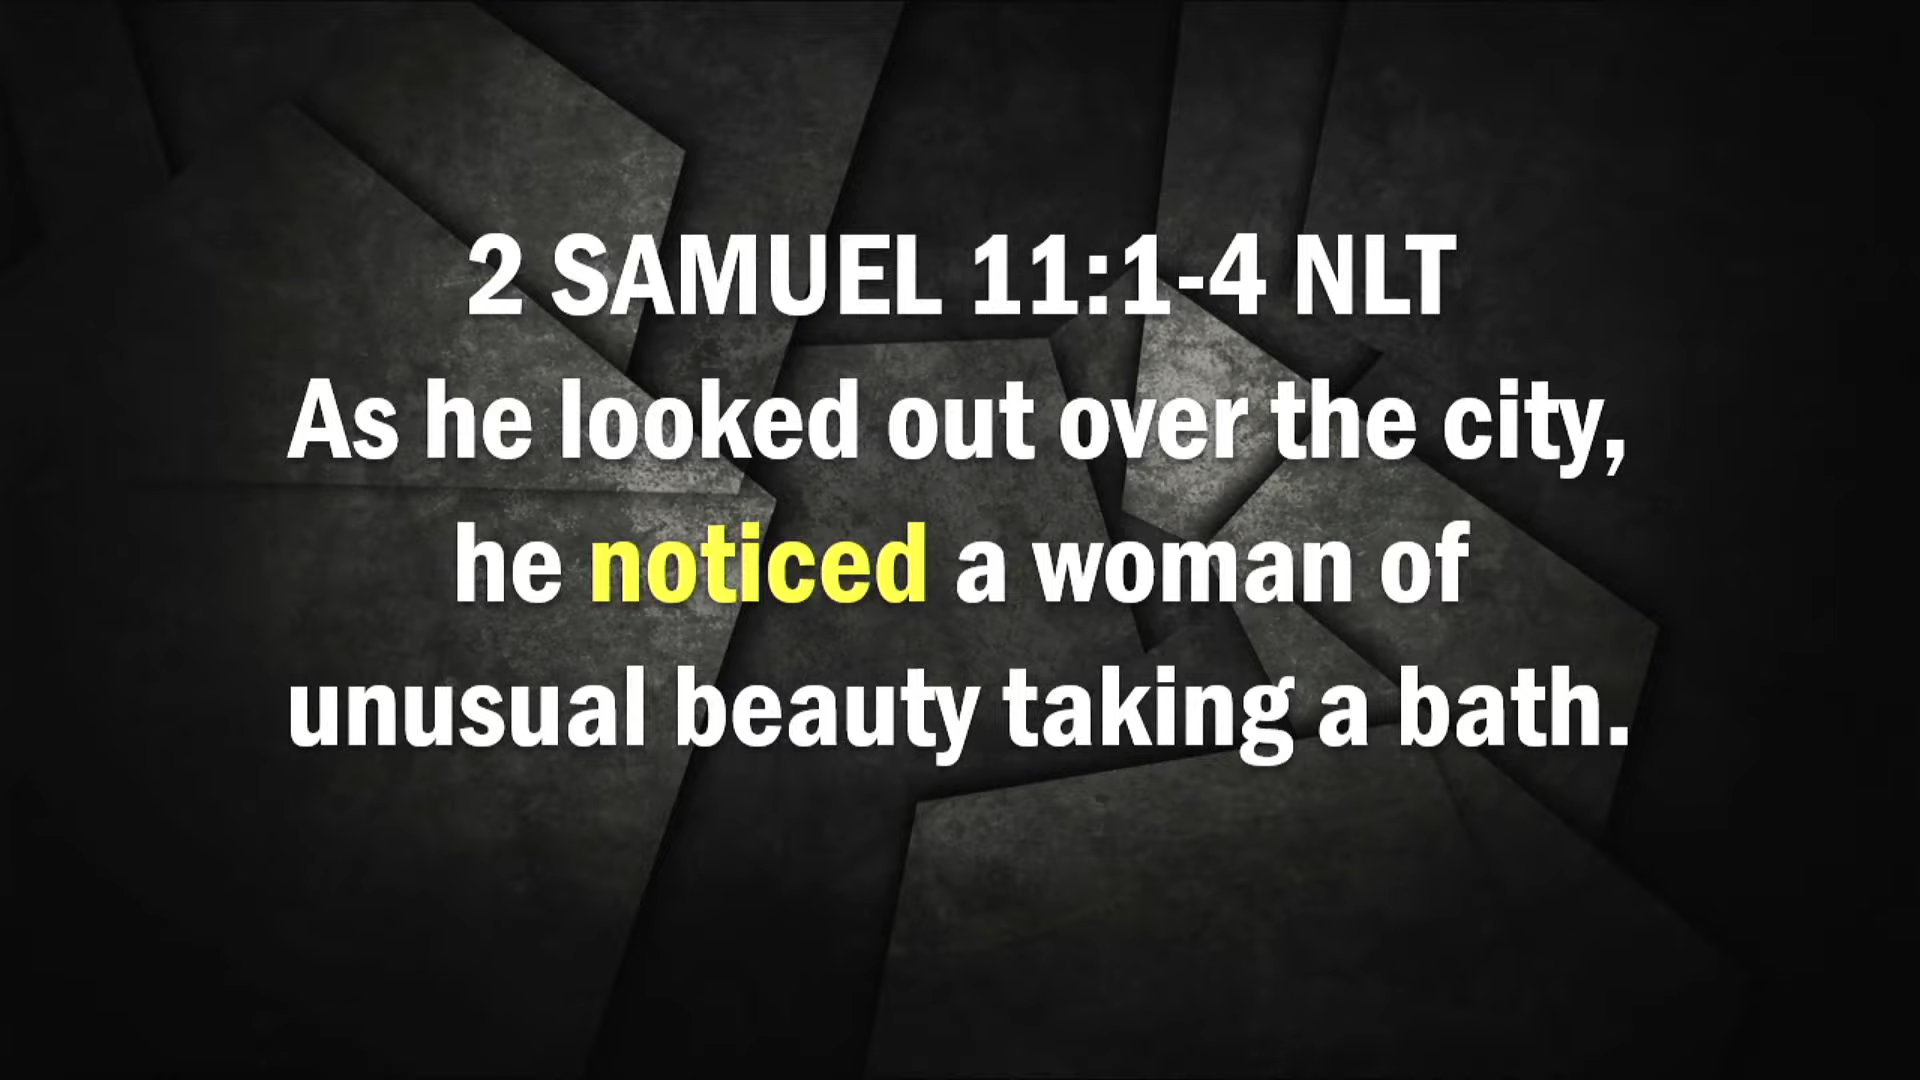 2 SAMUEL 11:1-4 NLT
As he looked out over the city,
he noticed a woman of
unusual beauty taking a bath.